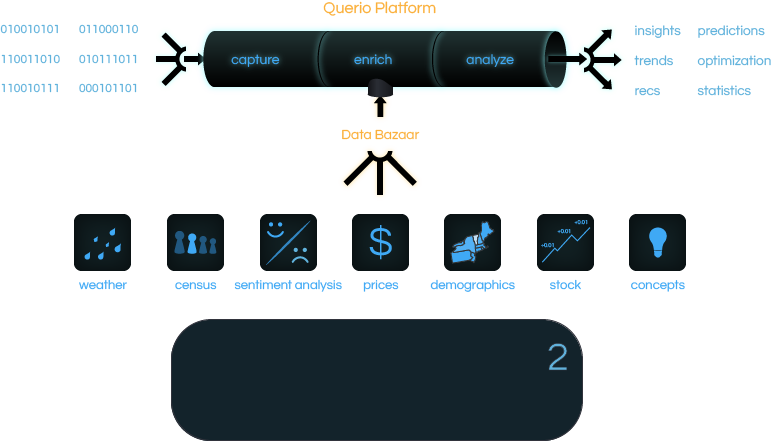 Querio Platform
010010101 011000110
insights predictions
110011010 010111011
capture enrich analyze
trends optimization
110010111 000101101
recs statistics
Data Bazaar
+0.01
+0.01
+0.01
$
weather census sentiment analysis prices demographics stock concepts
2